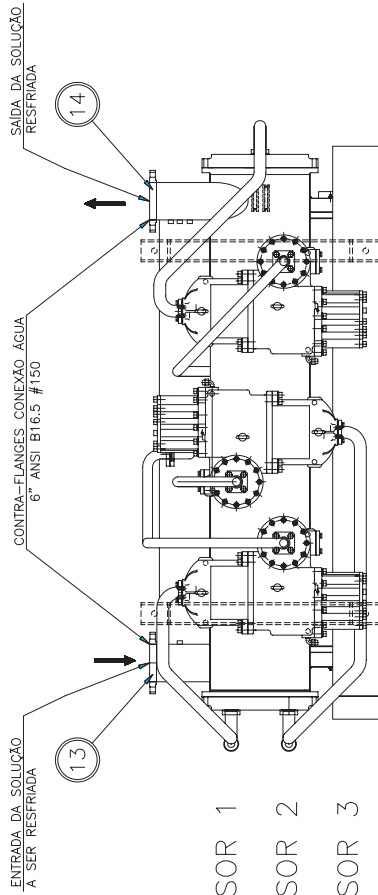 ENTRADA DA SOLUÇÃO
A SER RESFRIADA
13
CONTRA-FLANGES CONEXÃO ÁGUA
6" ANSI B16.5 #150
SAÍDA DA SOLUÇÃO
RESFRIADA
14
SOR 1
SOR 2
SOR 3